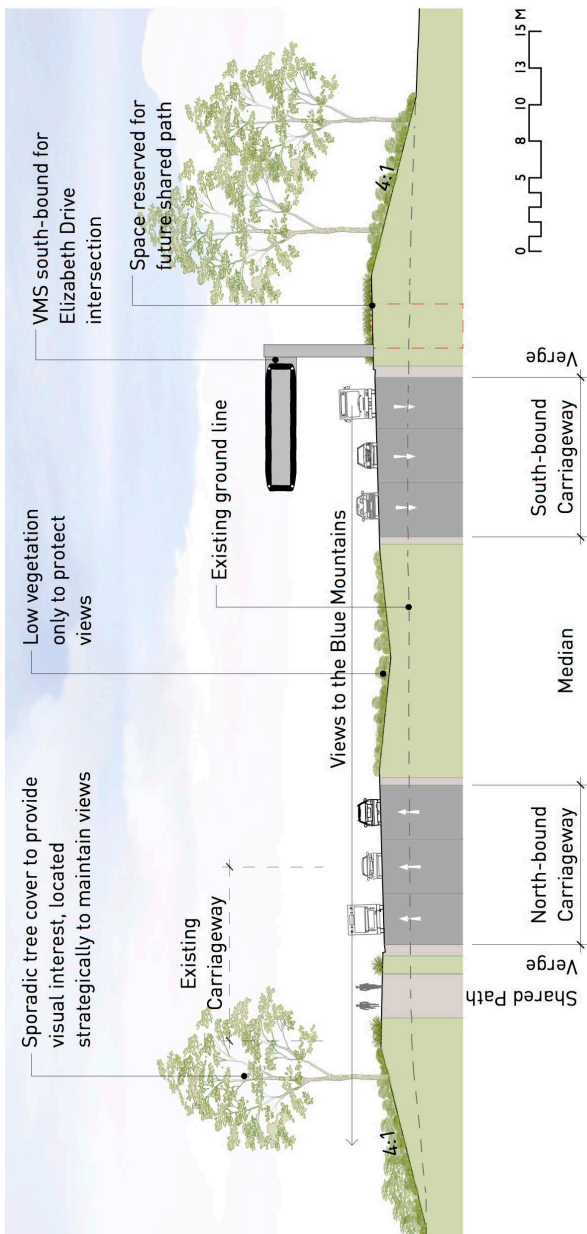 Sporadic tree cover to provide
visual interest, located
strategically to maintain views
Low vegetation
only to protect
views
VMS south-bound for
Elizabeth Drive
intersection
Space reserved for
future shared path
Existing
Carriageway
Existing ground line
Views to the Blue Mountains
4:1
4:1
Shared Path
Verge
North-bound
Carriageway
Median
South-bound
Carriageway
Verge
0 5 8 10 13 15 M